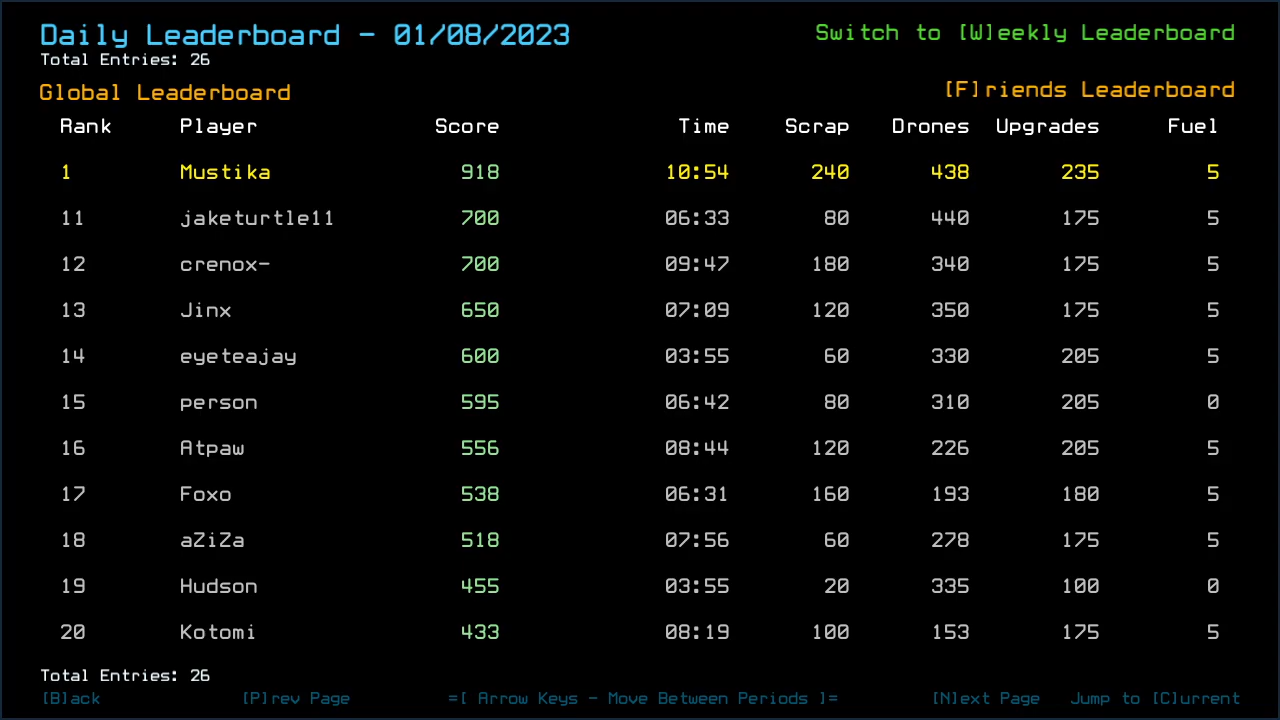 Daily Leaderboard - 01/08/2023 Switch to [W]eekly Leaderboard
Total Entries: 26
Global Leaderboard [F]riends Leaderboard
Rank Player Score Time Scrap Drones Upgrades Fuel
1 Mustika 918 10:54 240 438 235 5
11 jaketurtle11 700 06:33 80 440 175 5
12 crenox- 700 09:47 180 340 175 5
13 Jinx 650 07:09 120 350 175 5
14 eyeteajay 600 03:55 60 330 205 5
15 person 595 06:42 80 310 205 0
16 Atpaw 556 08:44 120 226 205 5
17 Foxo 538 06:31 160 193 180 5
18 aZiZa 518 07:56 60 278 175 5
19 Hudson 455 03:55 20 335 100 0
20 Kotomi 433 08:19 100 153 175 5
Total Entries: 26
[B]ack [P]rev Page =[ Arrow Keys - Move Between Periods ]= [N]ext Page Jump to [C]urrent